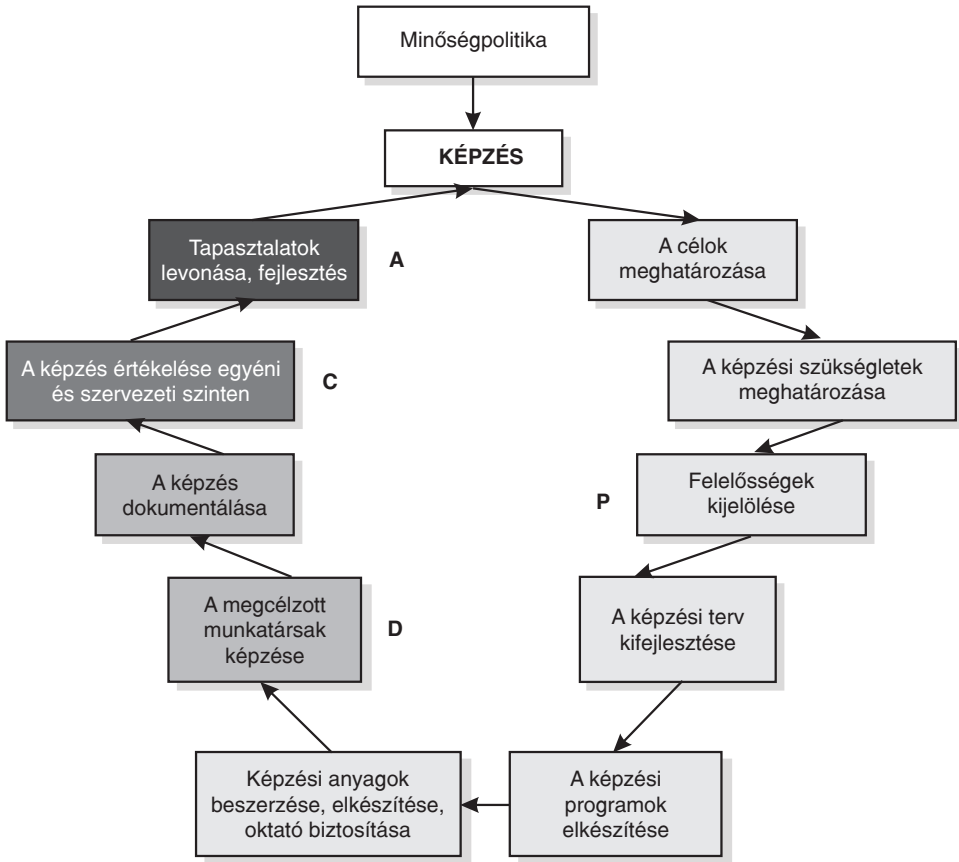 Minőségpolitika
KÉPZÉS
Tapasztalatok
levonása, fejlesztés
A
A célok
meghatározása
A képzés értékelése egyéni
és szervezeti szinten
C
A képzési szükségletek
meghatározása
A képzés
dokumentálása
P
Felelősségek
kijelölése
A megcélzott
munkatársak
képzése
D
A képzési terv
kifejlesztése
Képzési anyagok
beszerzése, elkészítése,
oktató biztosítása
A képzési
programok
elkészítése